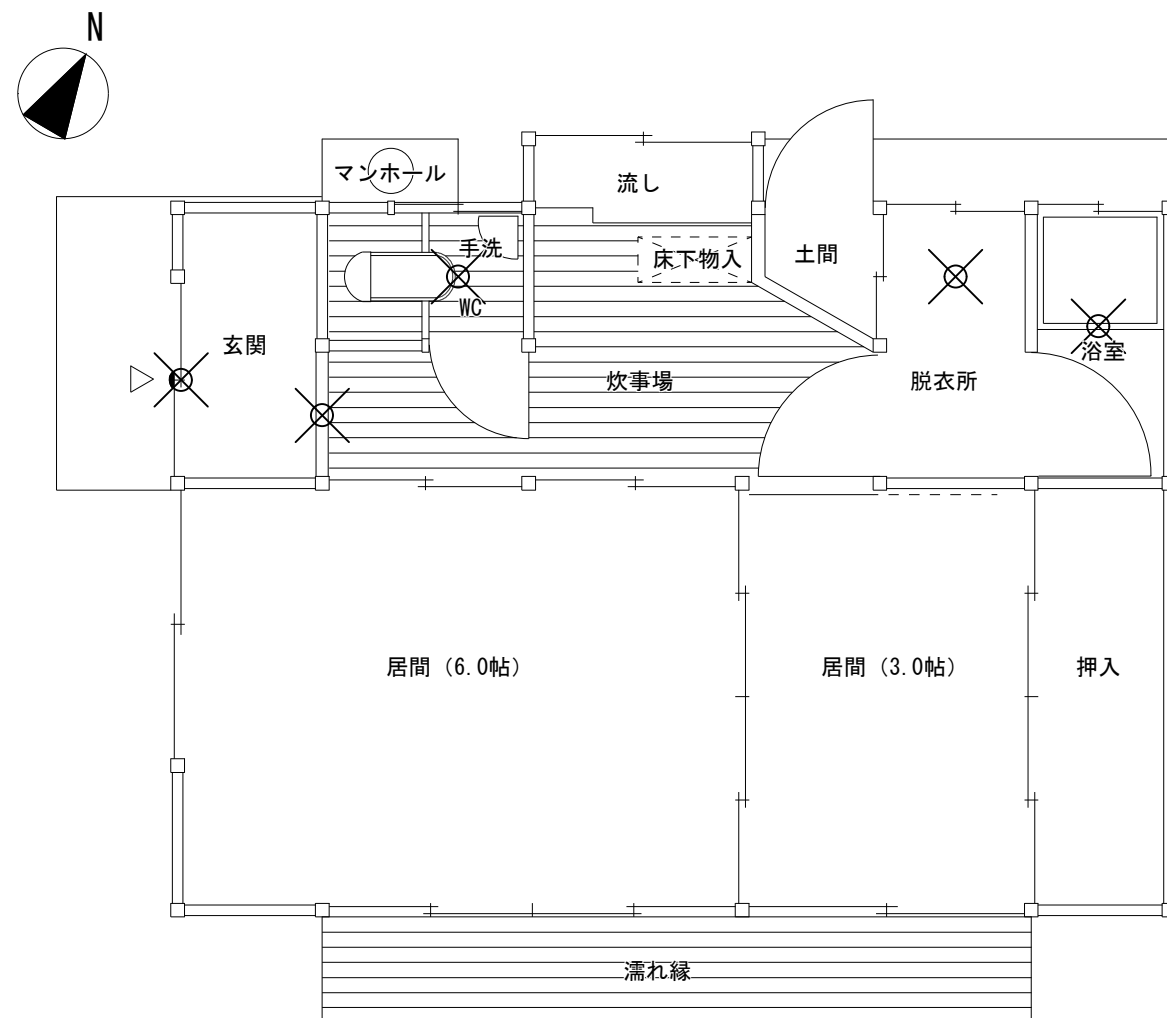 N
マンホール
流し
手洗
床下物入
土間
WC
玄関
浴室
炊事場
脱衣所
居間（6.0帖）
居間（3.0帖）
押入
濡れ縁